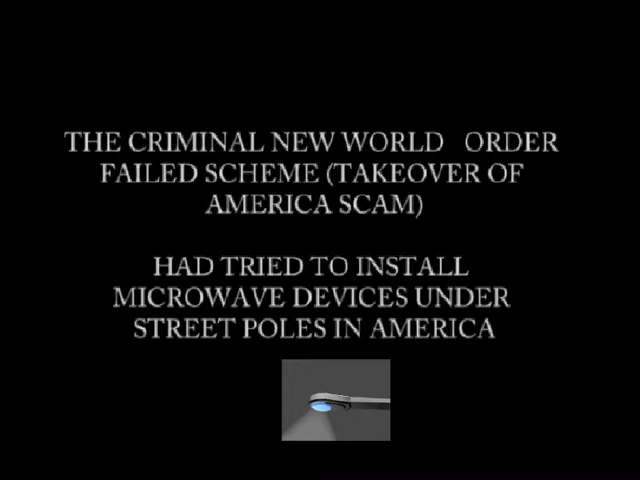 THE CRIMINAL NEW WORLD ORDER
FAILED SCHEME (TAKEOVER OF
AMERICA SCAM)
HAD TRIED TO INSTALL
MICROWAVE DEVICES UNDER
STREET POLES IN AMERICA